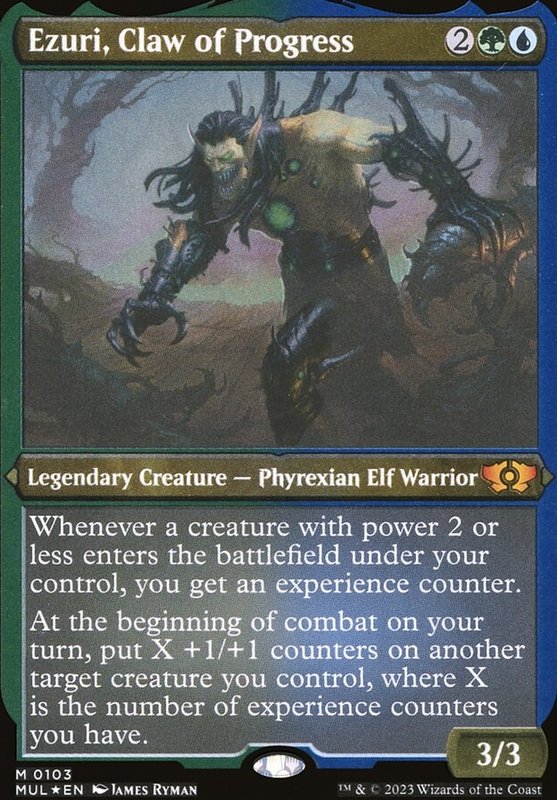 Ezuri, Claw of Progress 2
Legendary Creature — Phyrexian Elf Warrior
Whenever a creature with power 2 or
less enters the battlefield under your
control, you get an experience counter.
At the beginning of combat on your
turn, put X +1/+1 counters on another
target creature you control, where X
is the number of experience counters
you have.
3/3
M 0103
MUL★EN James Ryman
™ & © 2023 Wizards of the Coast